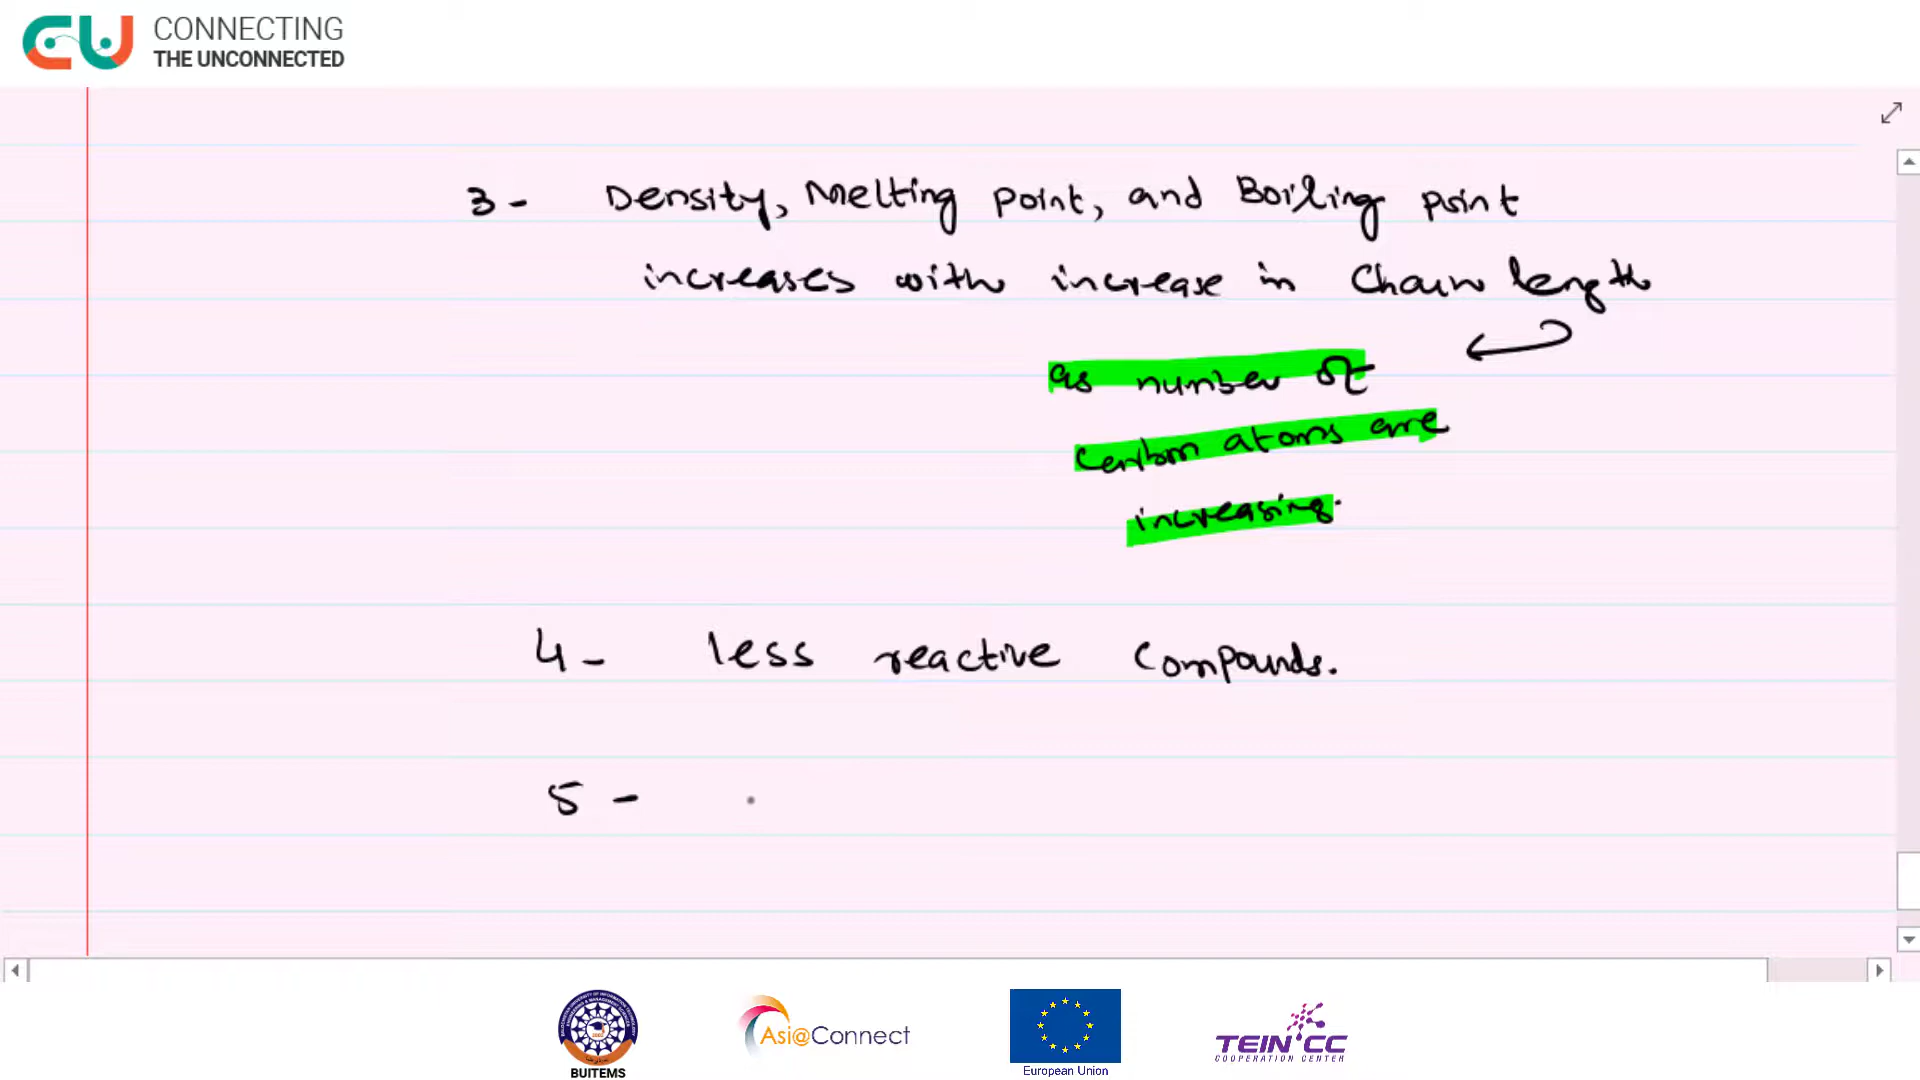 CONNECTING
THE UNCONNECTED
3- Density, Melting point, and Boiling point
increases with increase in Chain length
as number of
Carbon atoms are
increasing.
4- less reactive Compounds.
5-
BUITEMS
Asi@Connect
European Union
TEIN*CC
COOPERATION CENTER